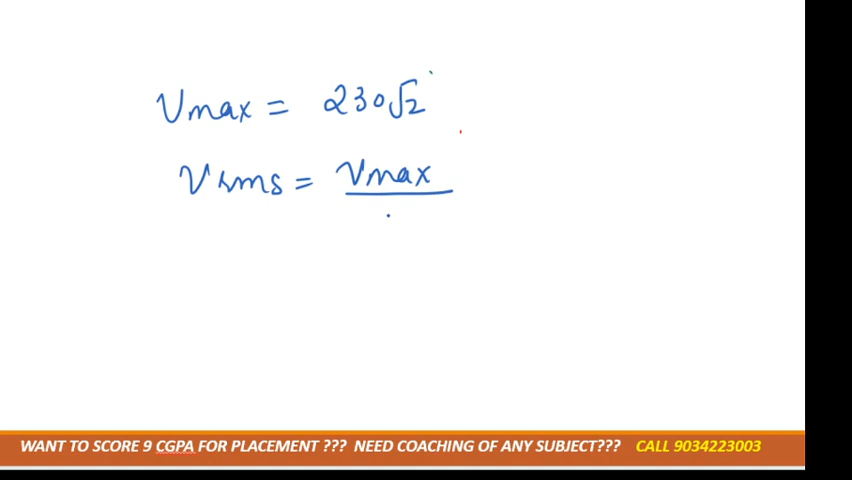 Vmax = 230√2
Vrms = Vmax
WANT TO SCORE 9 CGPA FOR PLACEMENT ??? NEED COACHING OF ANY SUBJECT??? CALL 9034223003